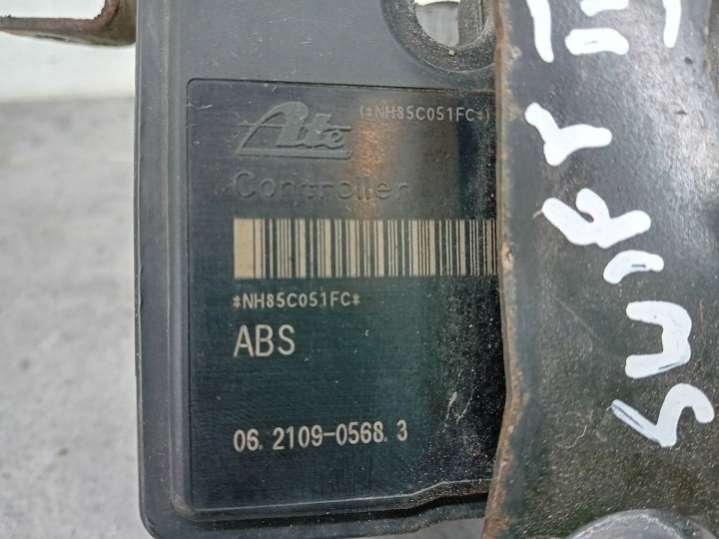 Ate
(*NH85C051FC*)
Controller
*NH85C051FC*
ABS
06.2109-0568.3
SWIFT